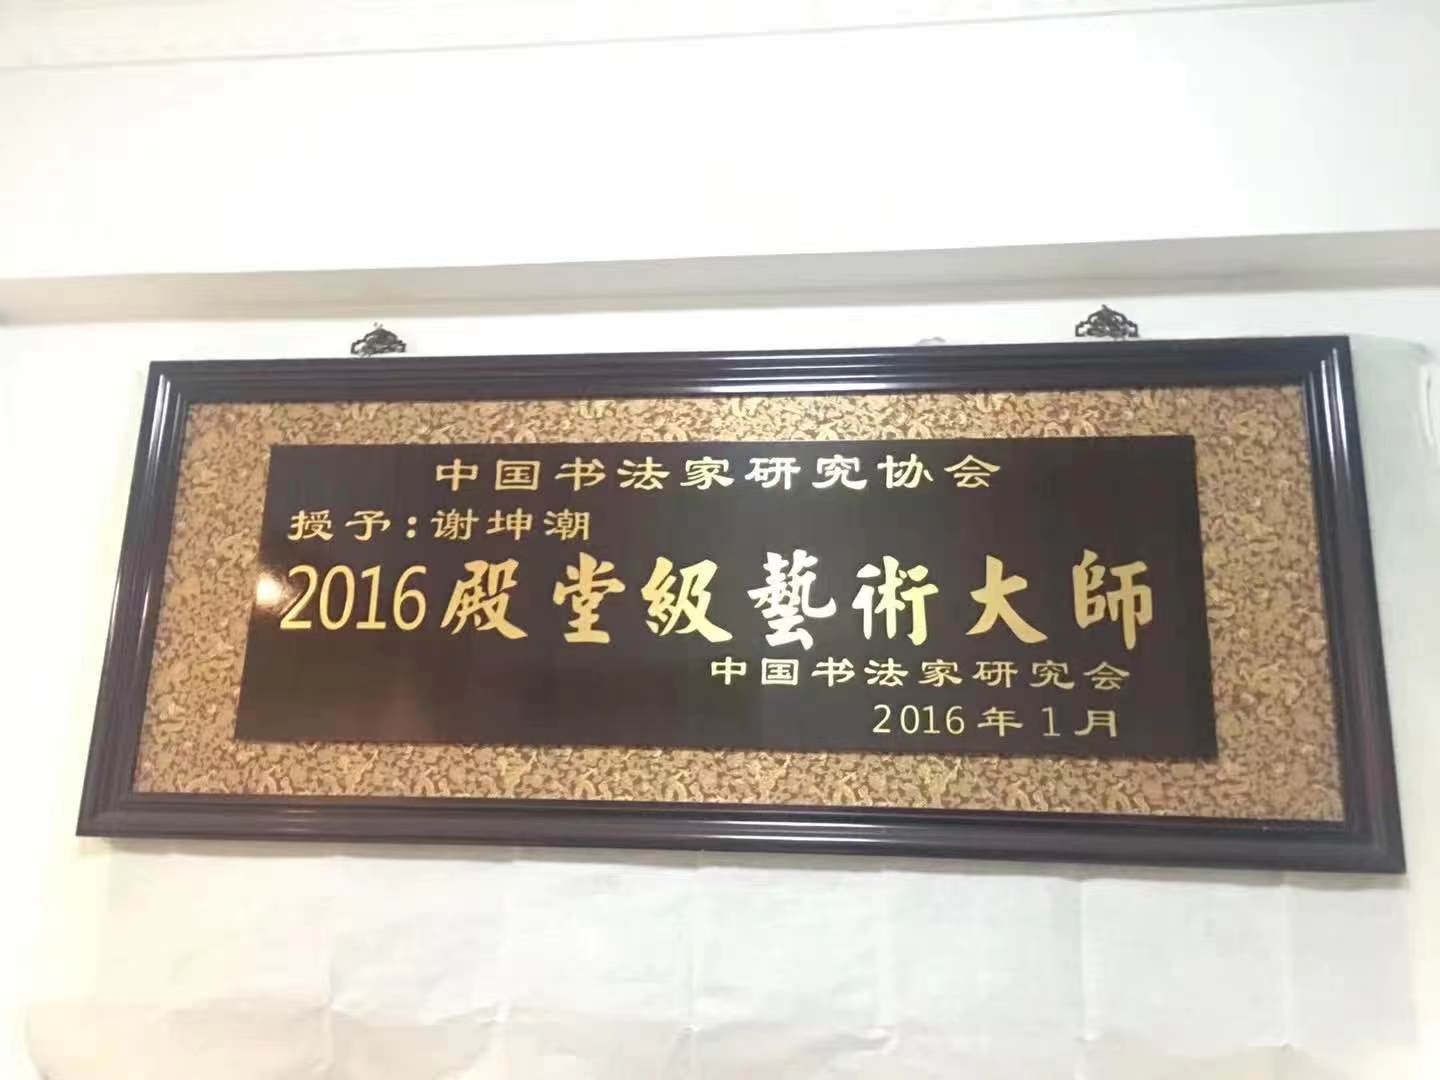 中国书法家研究协会
授予:谢坤潮
2016殿堂級藝術大師
中国书法家研究会
2016年1月